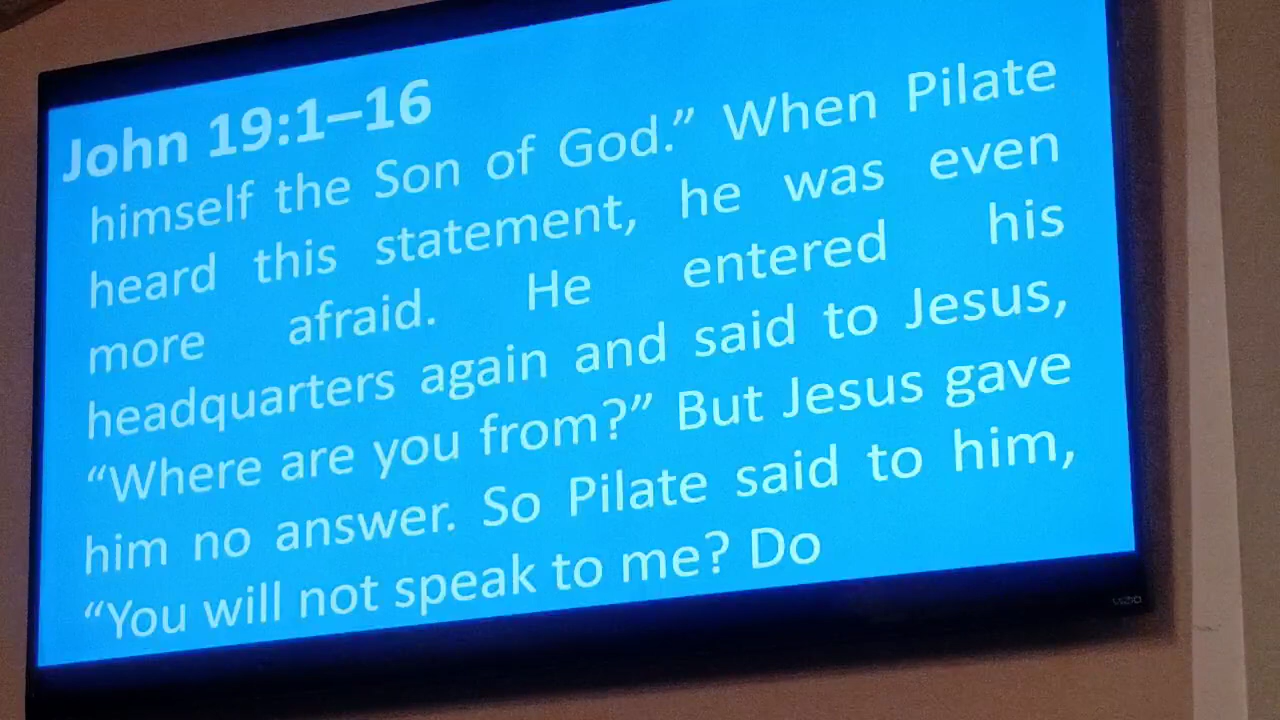 John 19:1–16
himself the Son of God.” When Pilate
heard this statement, he was even
more afraid. He entered his
headquarters again and said to Jesus,
“Where are you from?” But Jesus gave
him no answer. So Pilate said to him,
“You will not speak to me? Do
VIZIO